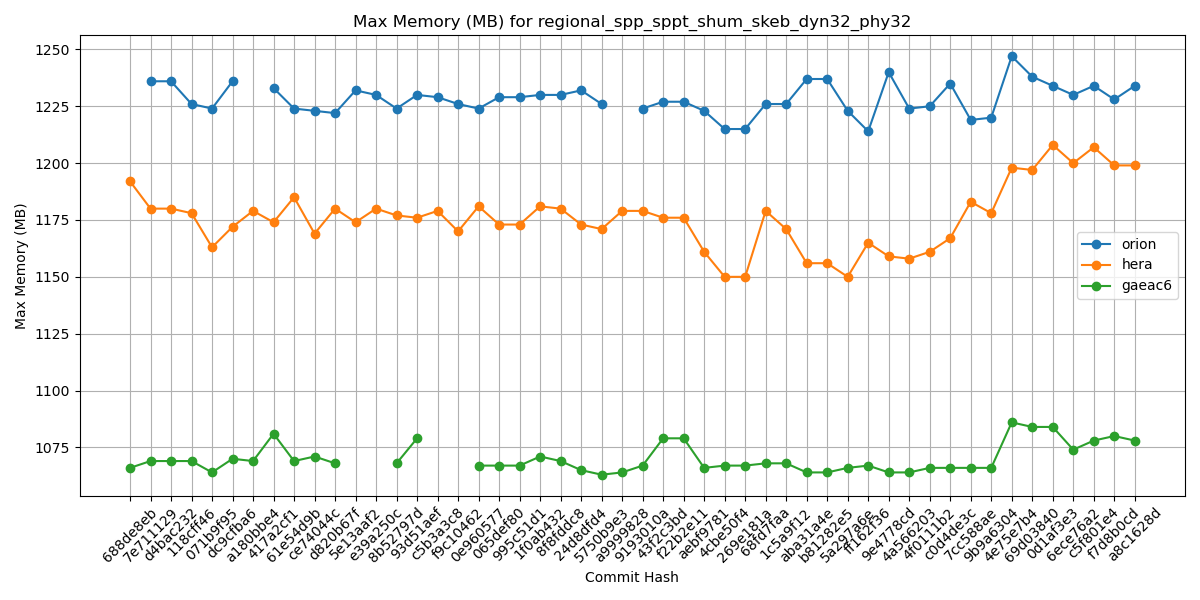 Max Memory (MB) for regional_spp_sppt_shum_skeb_dyn32_phy32
Max Memory (MB)
1250
1225
1200
1175
1150
1125
1100
1075
orion
hera
gaeac6
688de8eb
7e711129
d4bac232
118cff46
071b9f95
dc9cfba6
a180bbe4
417a2cf1
61e54d9b
ce74044c
d820b67f
5e13aaf2
e39a250c
8b52797d
93d51aef
c5b3a3c8
f9c10462
0e960577
065def80
995c51d1
1f0ab432
8f8fddc8
24d8dfd4
5750b9e3
a9999828
9193010a
43f2c3bd
f22b2e11
aebf9781
4cbe50f4
269e181a
68fd7faa
1c5a9f12
aba31a4e
b81282e5
5a297a6e
ff162f36
9e4778cd
4a566203
4f0111b2
c0d4de3c
7cc588ae
9b9a6304
4e75e7b4
69d03840
0d1af3e3
6ece76a2
c5f801e4
f7d8b0cd
a8c1628d
Commit Hash